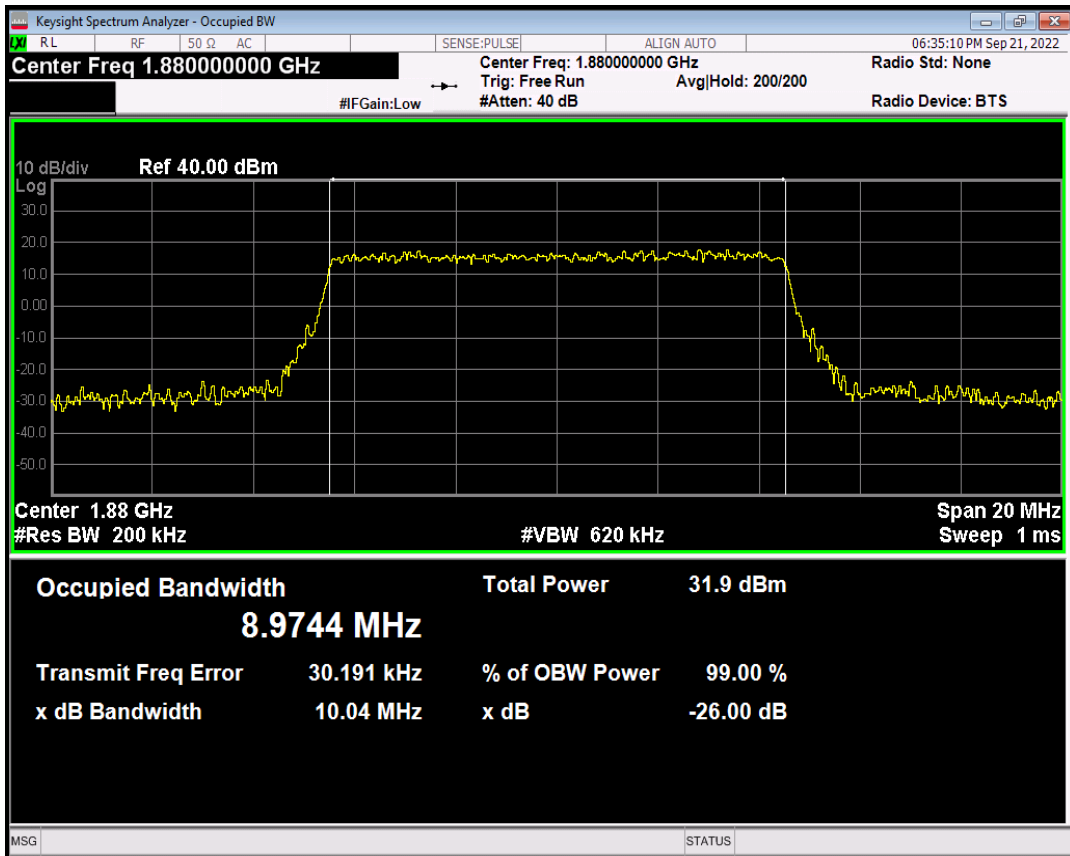 Keysight Spectrum Analyzer - Occupied BW
LXI RL RF 50 Ω AC SENSE:PULSE ALIGN AUTO 06:35:10 PM Sep 21, 2022
Center Freq 1.880000000 GHz
Center Freq: 1.880000000 GHz
Radio Std: None
Trig: Free Run Avg|Hold: 200/200
#IFGain:Low #Atten: 40 dB Radio Device: BTS
10 dB/div Ref 40.00 dBm
Log
30.0
20.0
10.0
0.00
-10.0
-20.0
-30.0
-40.0
-50.0
Center 1.88 GHz Span 20 MHz
#Res BW 200 kHz #VBW 620 kHz Sweep 1 ms
Occupied Bandwidth Total Power 31.9 dBm
8.9744 MHz
Transmit Freq Error 30.191 kHz % of OBW Power 99.00 %
x dB Bandwidth 10.04 MHz x dB -26.00 dB
MSG STATUS